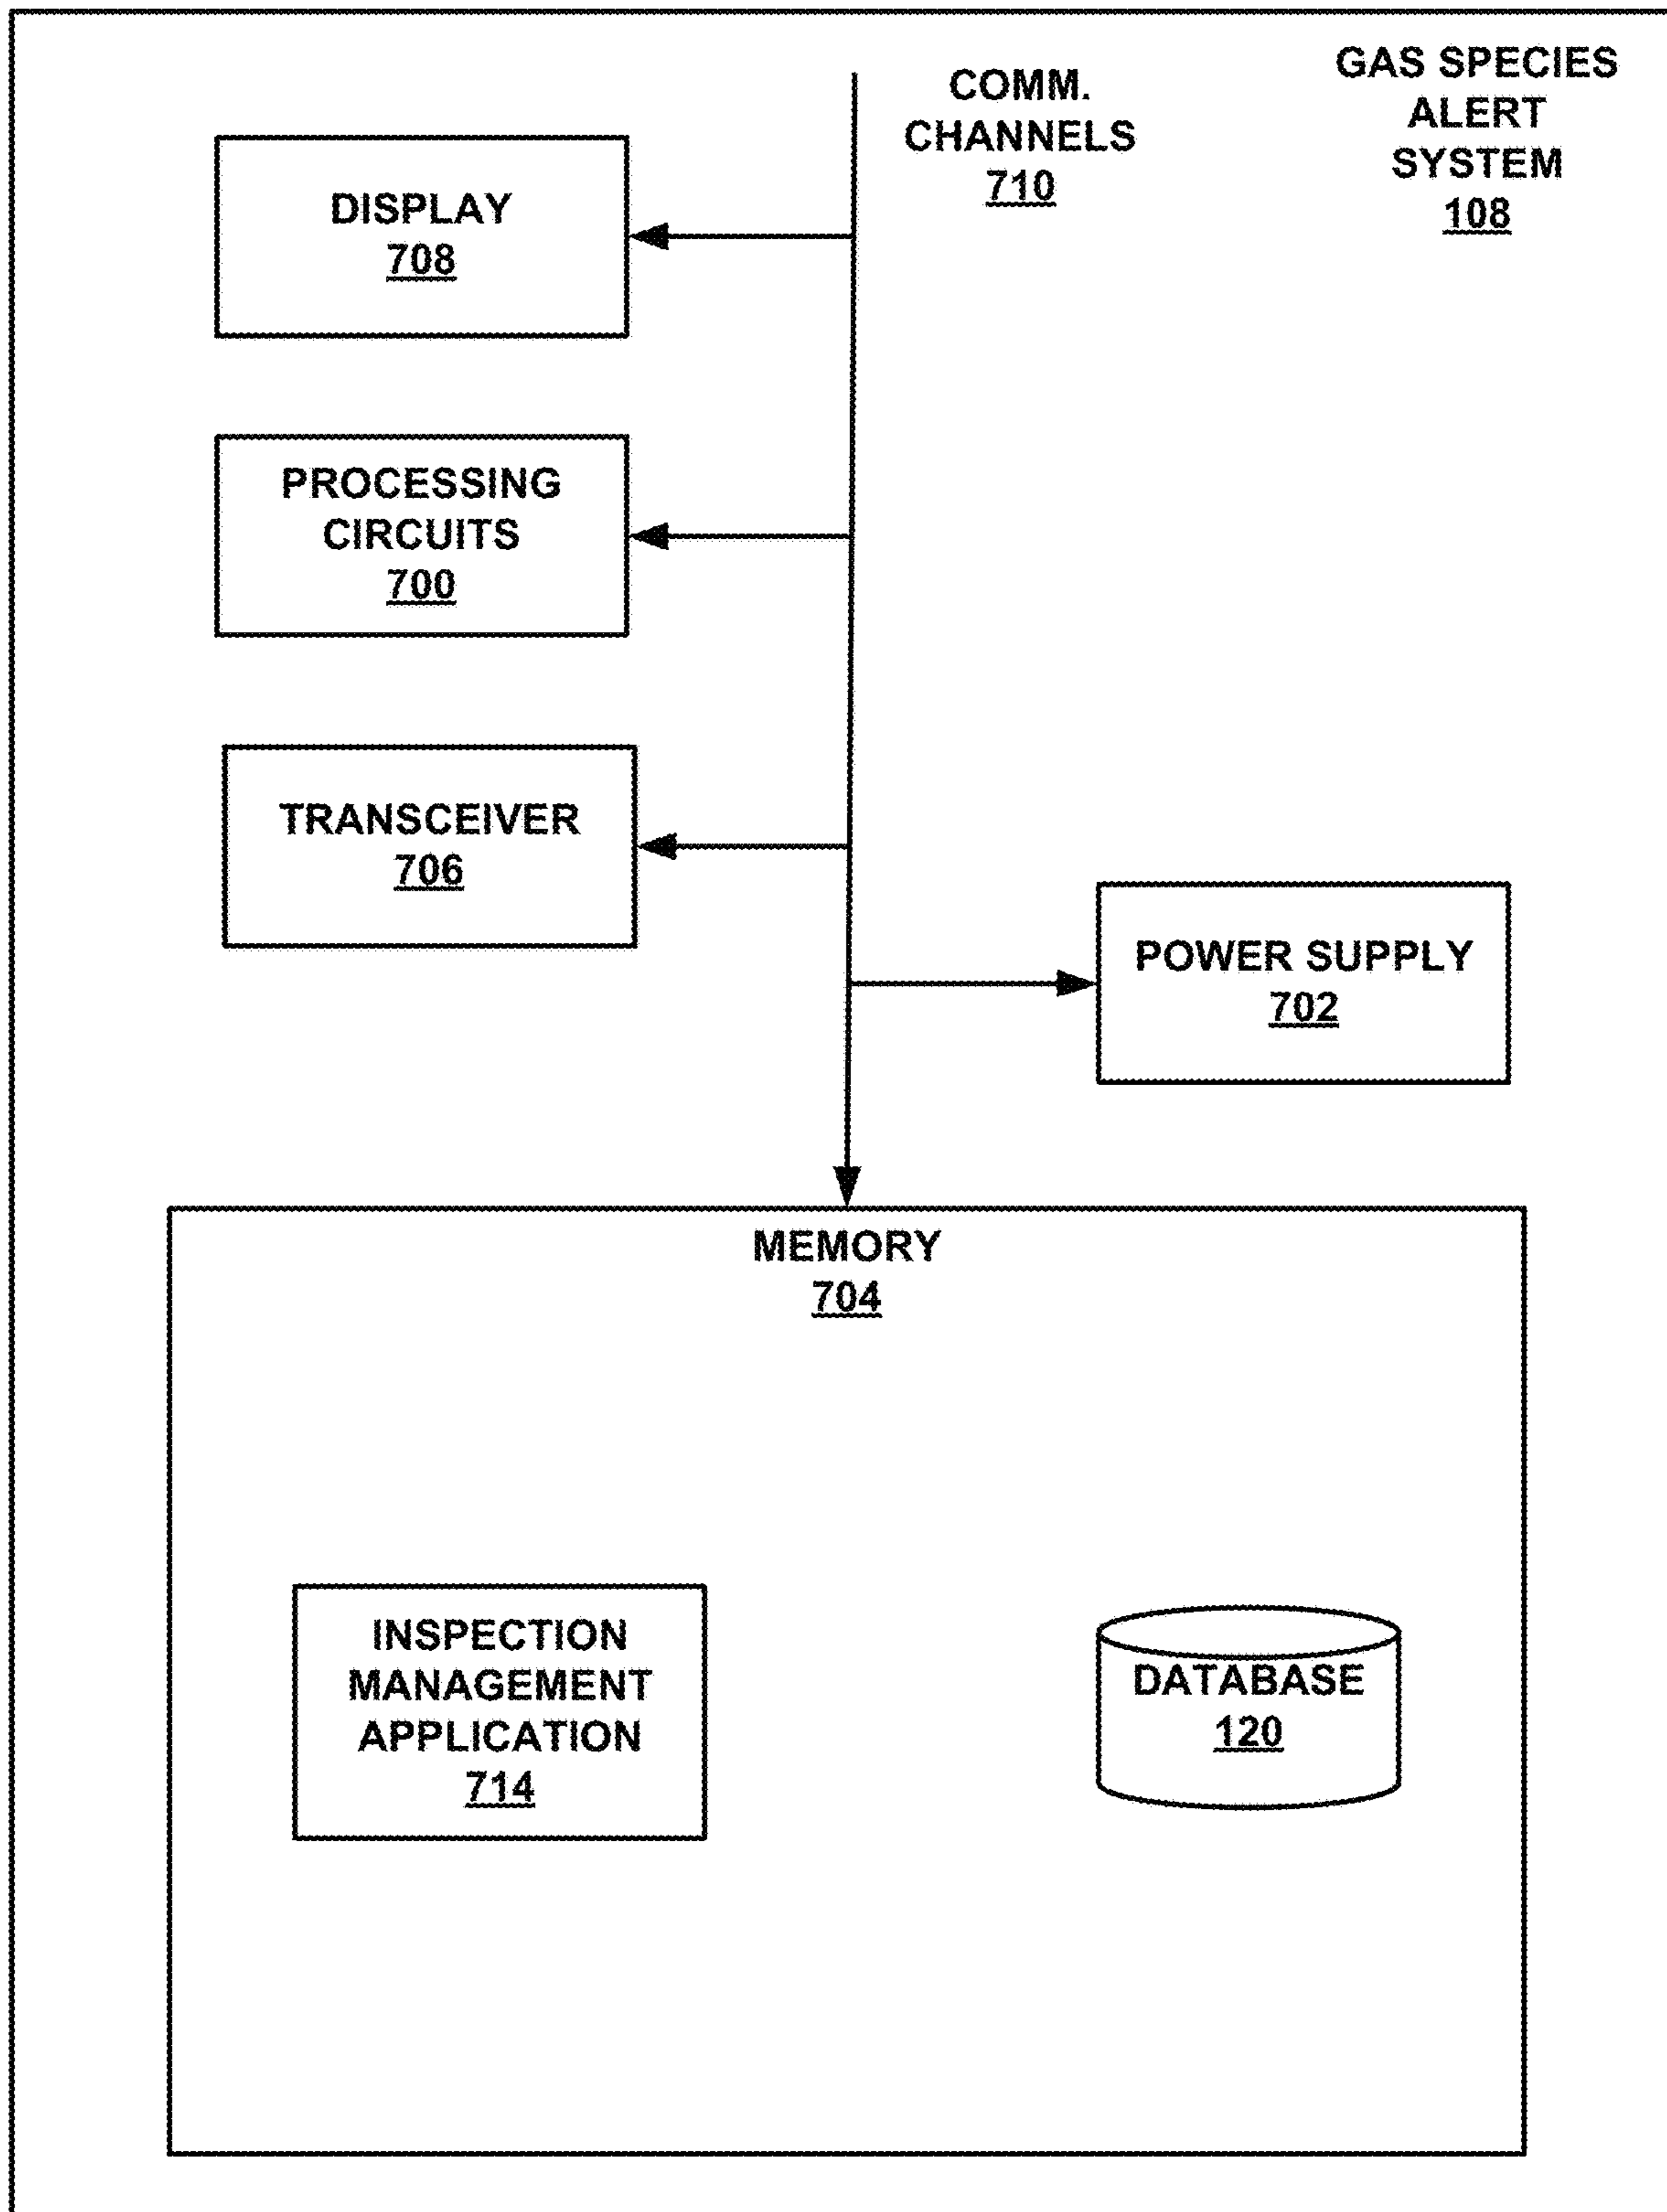 GAS SPECIES
ALERT
SYSTEM
108
COMM.
CHANNELS
710
DISPLAY
708
PROCESSING
CIRCUITS
700
TRANSCEIVER
706
POWER SUPPLY
702
MEMORY
704
INSPECTION
MANAGEMENT
APPLICATION
714
DATABASE
120